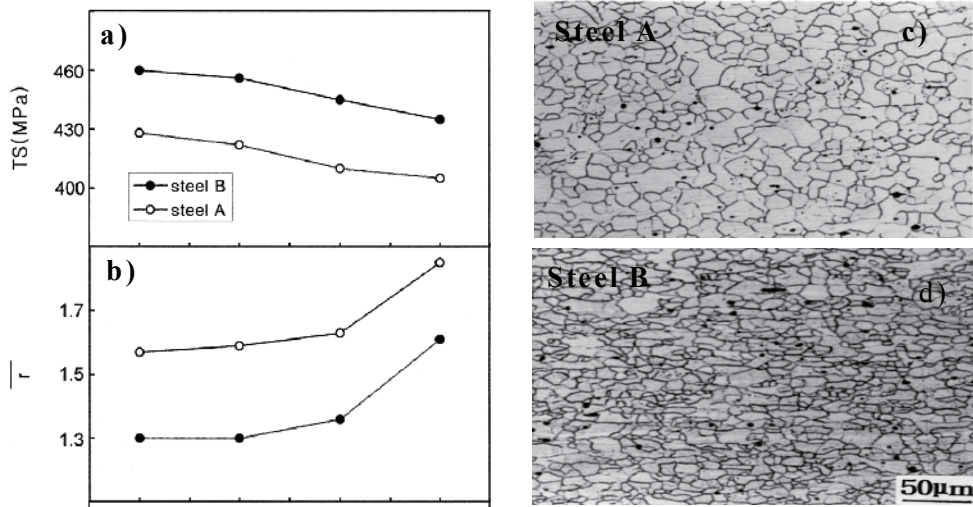 a)
460
430
400
TS(MPa)
steel B
steel A
b)
1.7
1.5
1.3
r
Steel A
c)
Steel B
d)
50μm